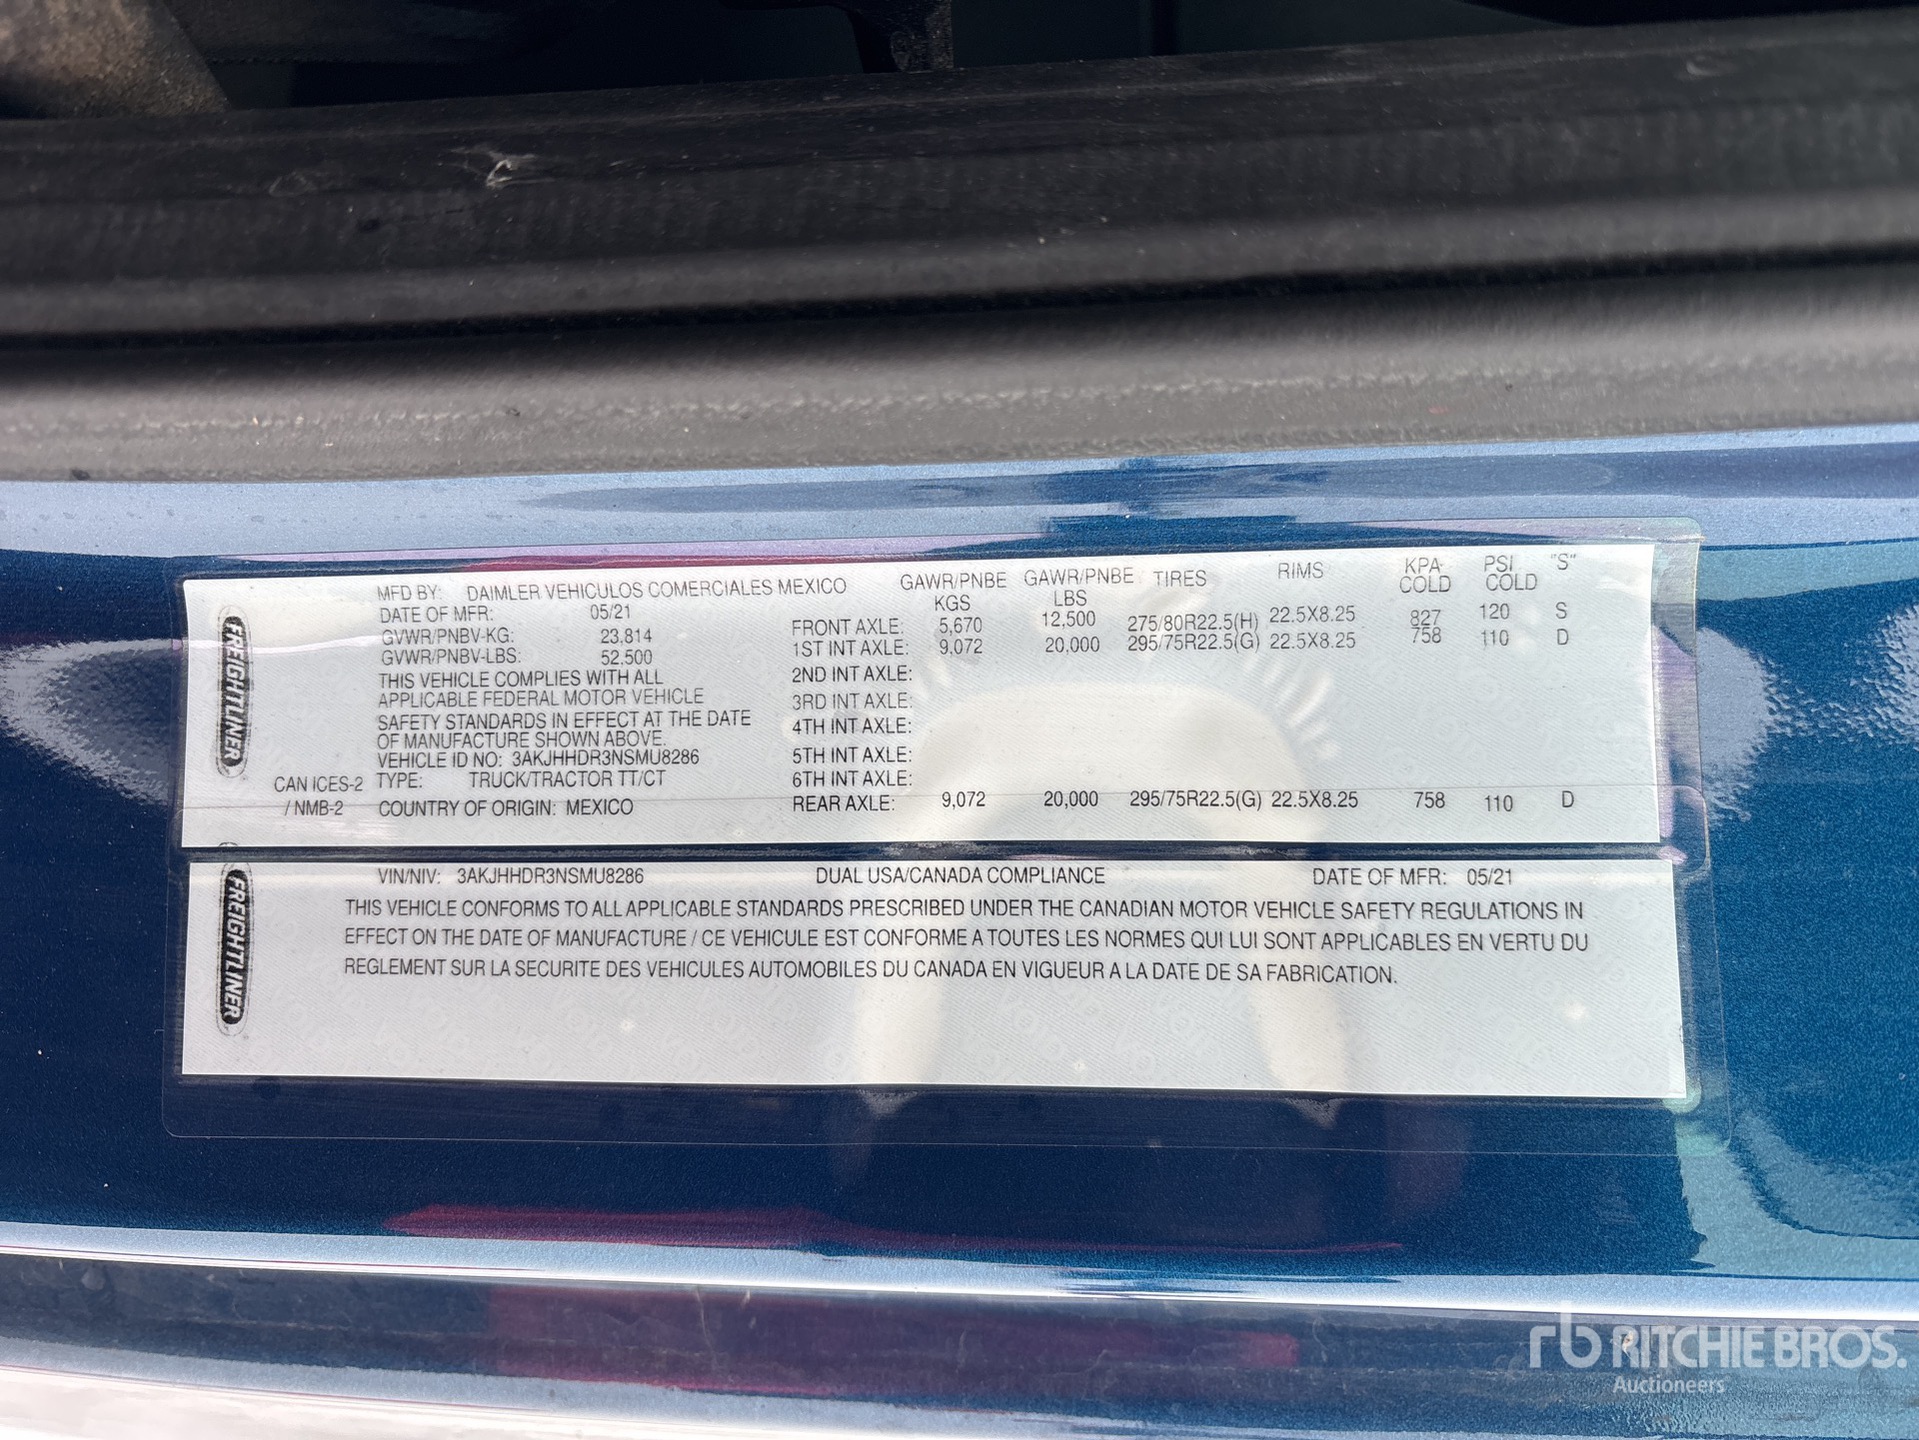 FREIGHTLINER
MFD BY: DAIMLER VEHICULOS COMERCIALES MEXICO
DATE OF MFR: 05/21
GVWR/PNBV-KG: 23,814
GVWR/PNBV-LBS: 52,500
THIS VEHICLE COMPLIES WITH ALL
APPLICABLE FEDERAL MOTOR VEHICLE
SAFETY STANDARDS IN EFFECT AT THE DATE
OF MANUFACTURE SHOWN ABOVE.
VEHICLE ID NO: 3AKJHHDR3NSMU8286
TYPE: TRUCK/TRACTOR TT/CT
COUNTRY OF ORIGIN: MEXICO
CAN ICES-2
/ NMB-2
GAWR/PNBE GAWR/PNBE TIRES RIMS KPA PSI "S"
KGS LBS COLD COLD
FRONT AXLE: 5,670 12,500 275/80R22.5(H) 22.5X8.25 827 120 S
1ST INT AXLE: 9,072 20,000 295/75R22.5(G) 22.5X8.25 758 110 D
2ND INT AXLE:
3RD INT AXLE:
4TH INT AXLE:
5TH INT AXLE:
6TH INT AXLE:
REAR AXLE: 9,072 20,000 295/75R22.5(G) 22.5X8.25 758 110 D
FREIGHTLINER
VIN/NIV: 3AKJHHDR3NSMU8286 DUAL USA/CANADA COMPLIANCE DATE OF MFR: 05/21
THIS VEHICLE CONFORMS TO ALL APPLICABLE STANDARDS PRESCRIBED UNDER THE CANADIAN MOTOR VEHICLE SAFETY REGULATIONS IN
EFFECT ON THE DATE OF MANUFACTURE / CE VEHICULE EST CONFORME A TOUTES LES NORMES QUI LUI SONT APPLICABLES EN VERTU DU
REGLEMENT SUR LA SECURITE DES VEHICULES AUTOMOBILES DU CANADA EN VIGUEUR A LA DATE DE SA FABRICATION.
rb RITCHIE BROS.
Auctioneers